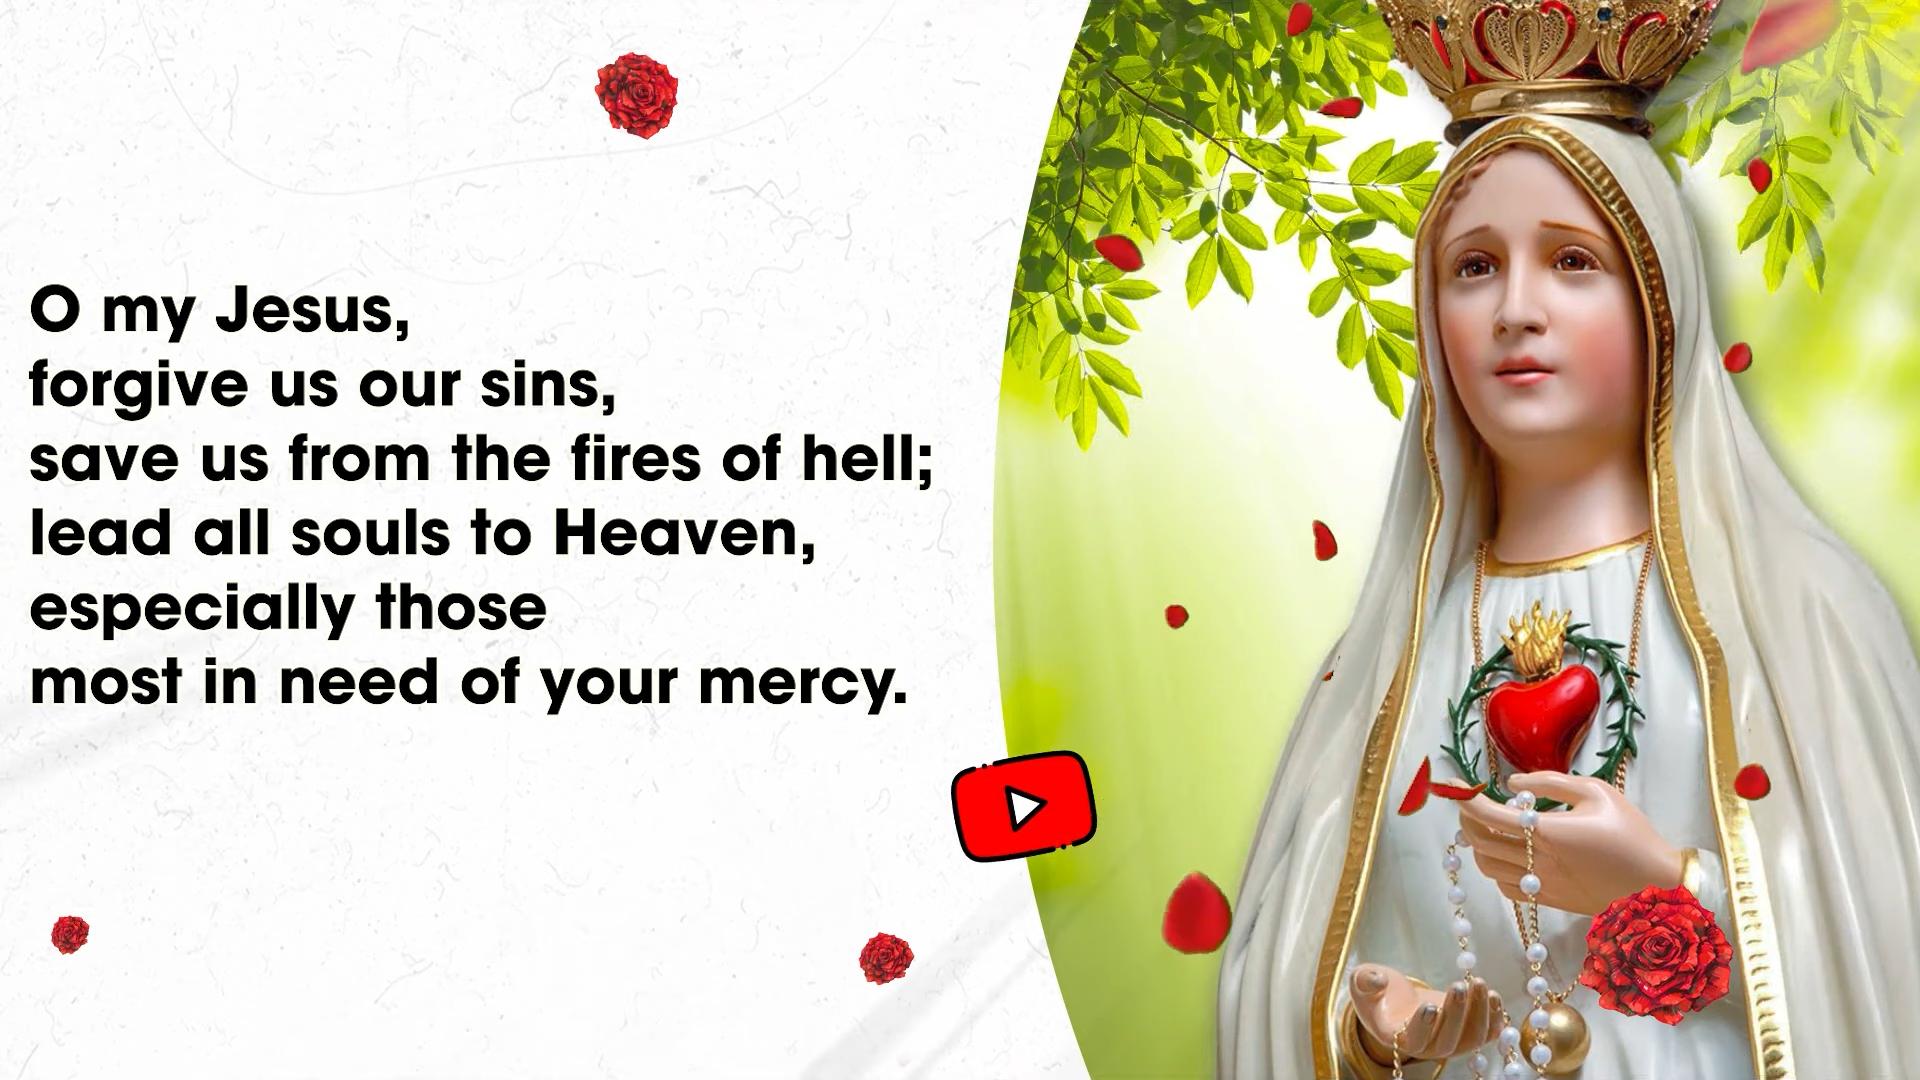 O my Jesus,
forgive us our sins,
save us from the fires of hell;
lead all souls to Heaven,
especially those
most in need of your mercy.